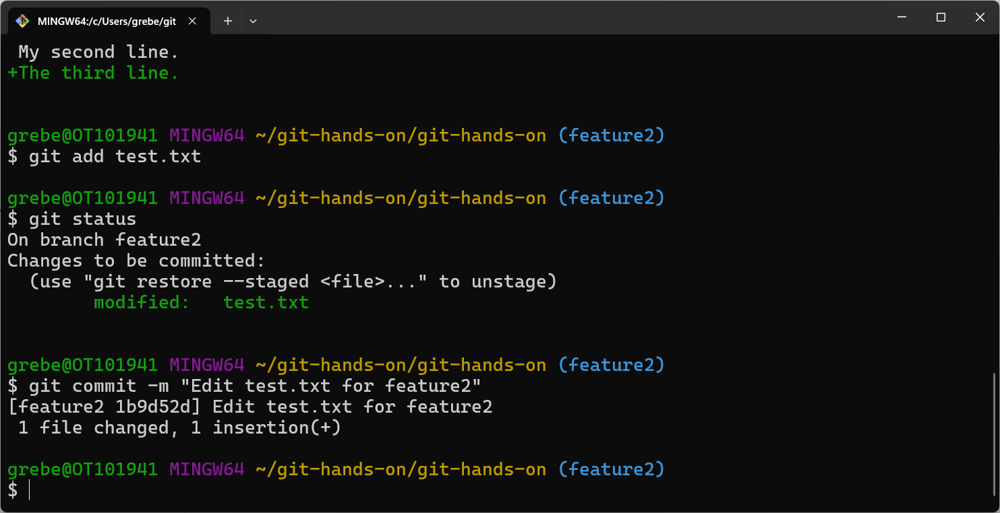 MINGW64:/c/Users/grebe/git
 My second line.
+The third line.
grebe@OT101941 MINGW64 ~/git-hands-on/git-hands-on (feature2)
$ git add test.txt
grebe@OT101941 MINGW64 ~/git-hands-on/git-hands-on (feature2)
$ git status
On branch feature2
Changes to be committed:
  (use "git restore --staged <file>..." to unstage)
        modified:   test.txt
grebe@OT101941 MINGW64 ~/git-hands-on/git-hands-on (feature2)
$ git commit -m "Edit test.txt for feature2"
[feature2 1b9d52d] Edit test.txt for feature2
 1 file changed, 1 insertion(+)
grebe@OT101941 MINGW64 ~/git-hands-on/git-hands-on (feature2)
$